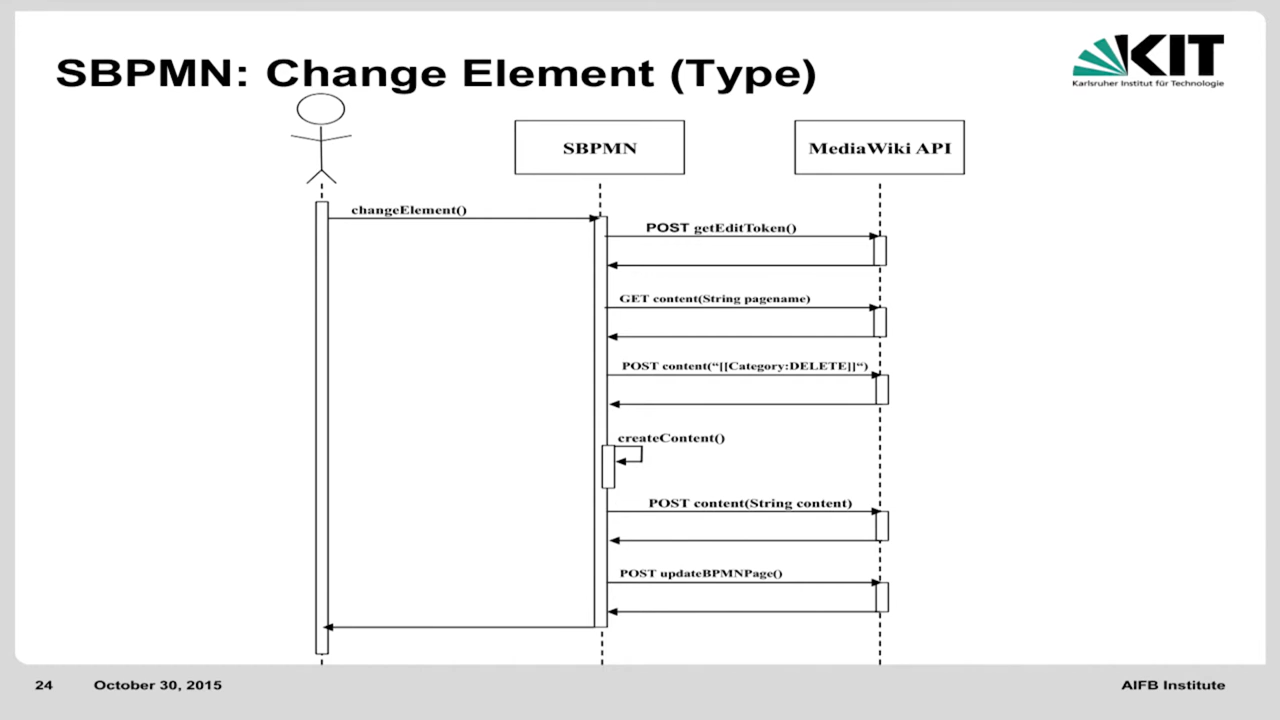 SBPMN: Change Element (Type)
KIT
Karlsruher Institut für Technologie
SBPMN
MediaWiki API
changeElement()
POST getEditToken()
GET content(String pagename)
POST content(“[[Category:DELETE]]“)
createContent()
POST content(String content)
POST updateBPMNPage()
24 October 30, 2015 AIFB Institute